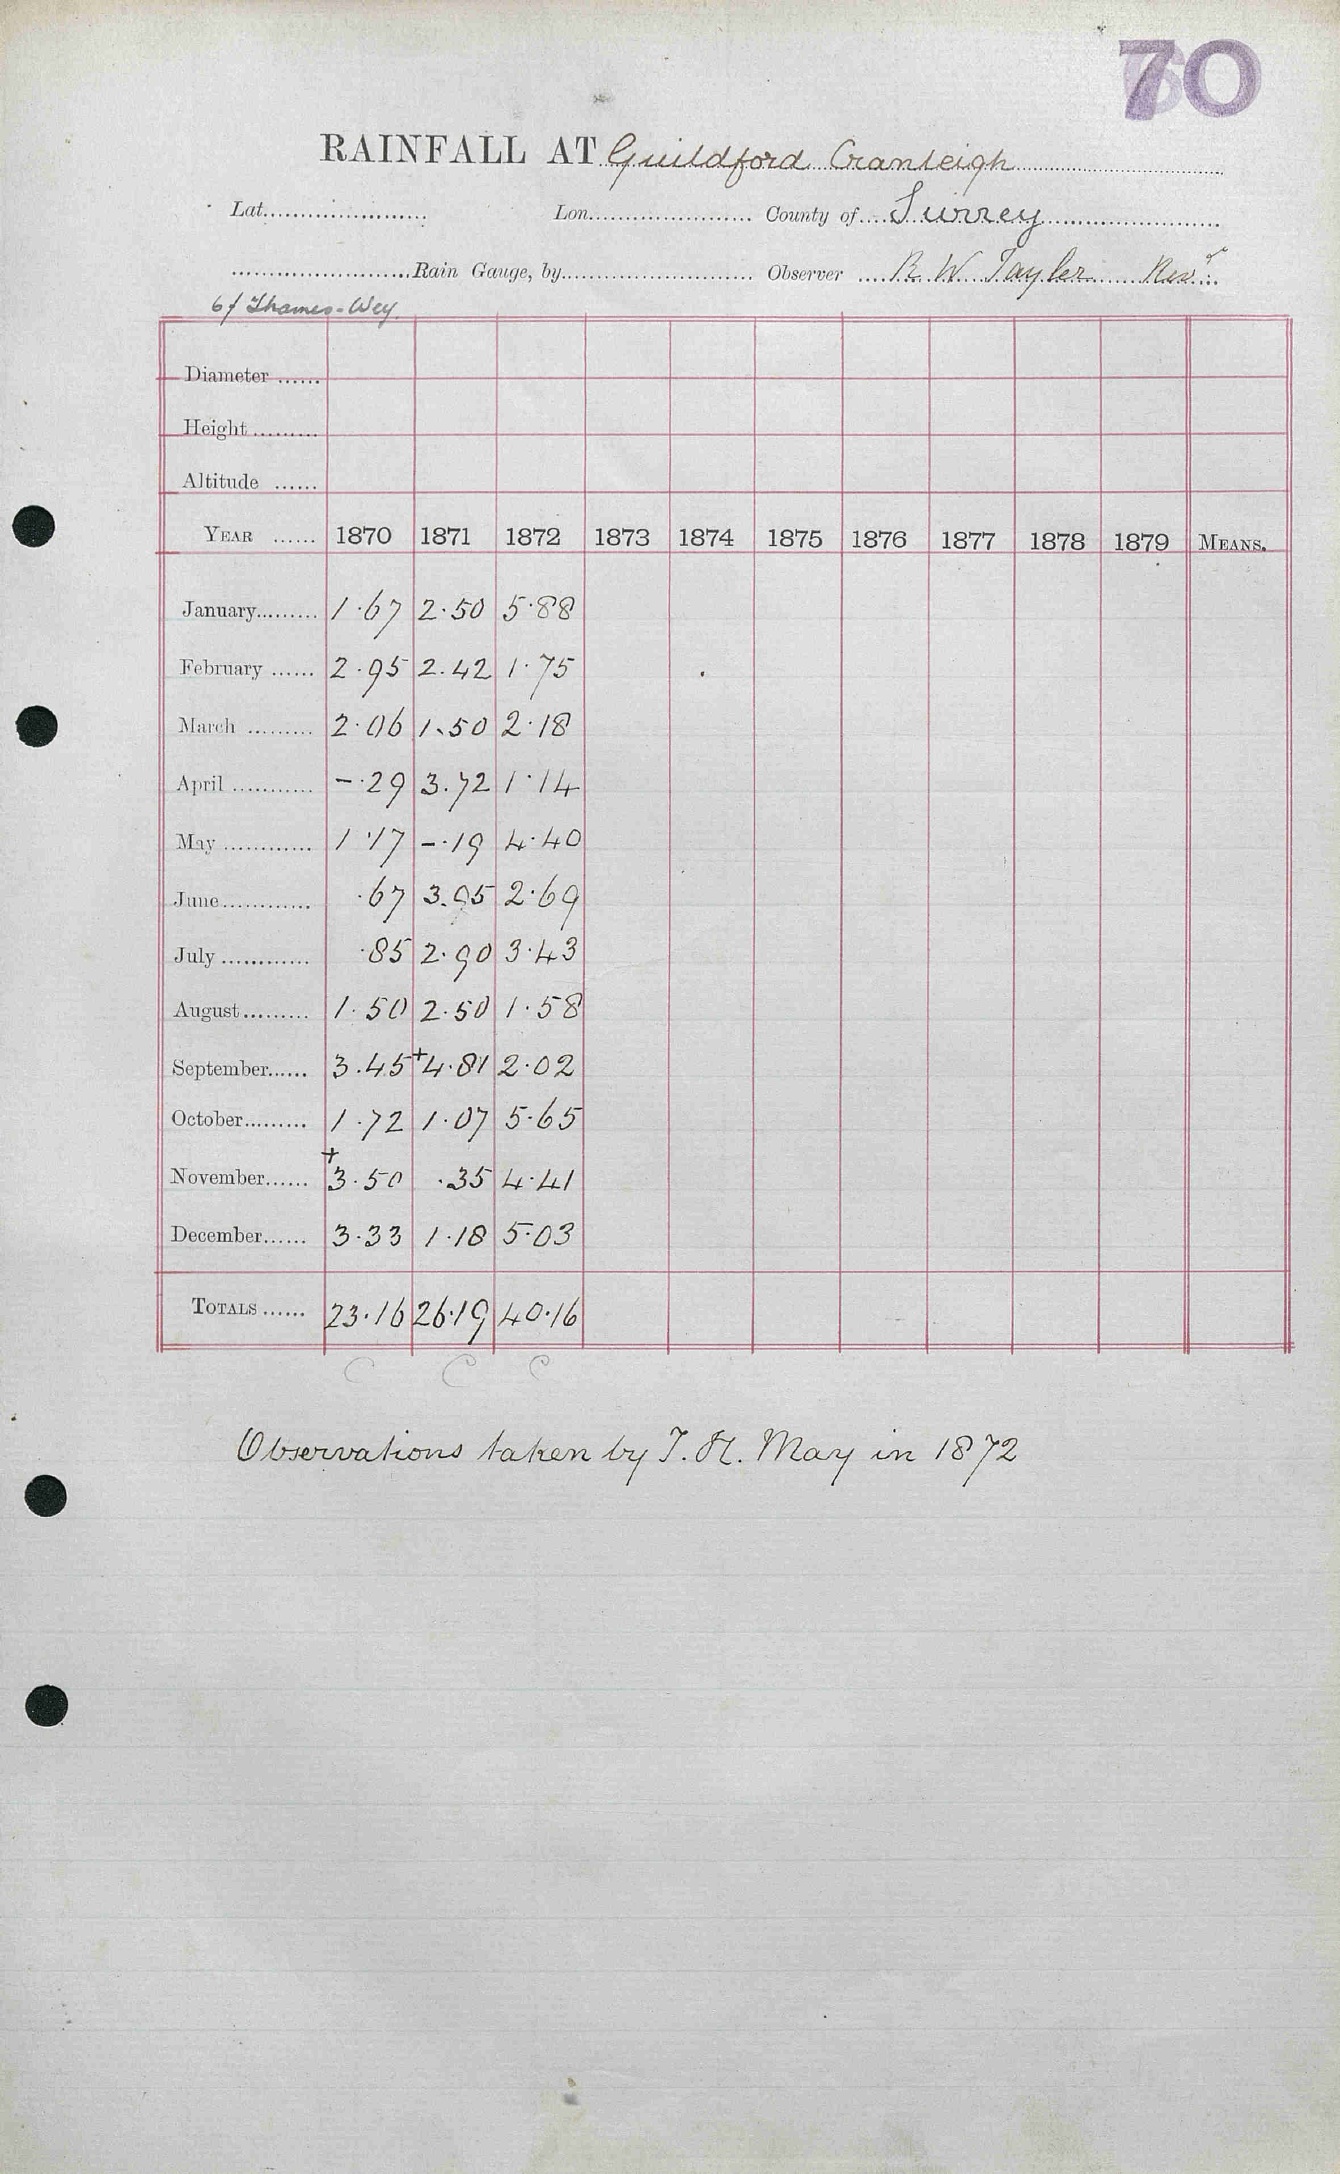 70
RAINFALL AT Guildford Cranleigh
Lat. Lon. County of Surrey
Rain Gauge, by Observer R W Tayler Revd
6f Thames-Wey
Diameter ......
Height .........
Altitude ......
YEAR ...... 1870 1871 1872 1873 1874 1875 1876 1877 1878 1879 MEANS.
January......... 1.67 2.50 5.88
February ...... 2.95 2.42 1.75
March ......... 2.06 1.50 2.18
April ........... -.29 3.72 1.14
May ............ 1.17 -.19 4.40
June............ .67 3.05 2.69
July ............ .85 2.90 3.43
August......... 1.50 2.50 1.58
September...... 3.45 +4.81 2.02
October......... 1.72 1.07 5.65
November...... +3.50 .35 4.41
December...... 3.33 1.18 5.03
TOTALS ...... 23.16 26.19 40.16
C C C
Observations taken by T. H. May in 1872